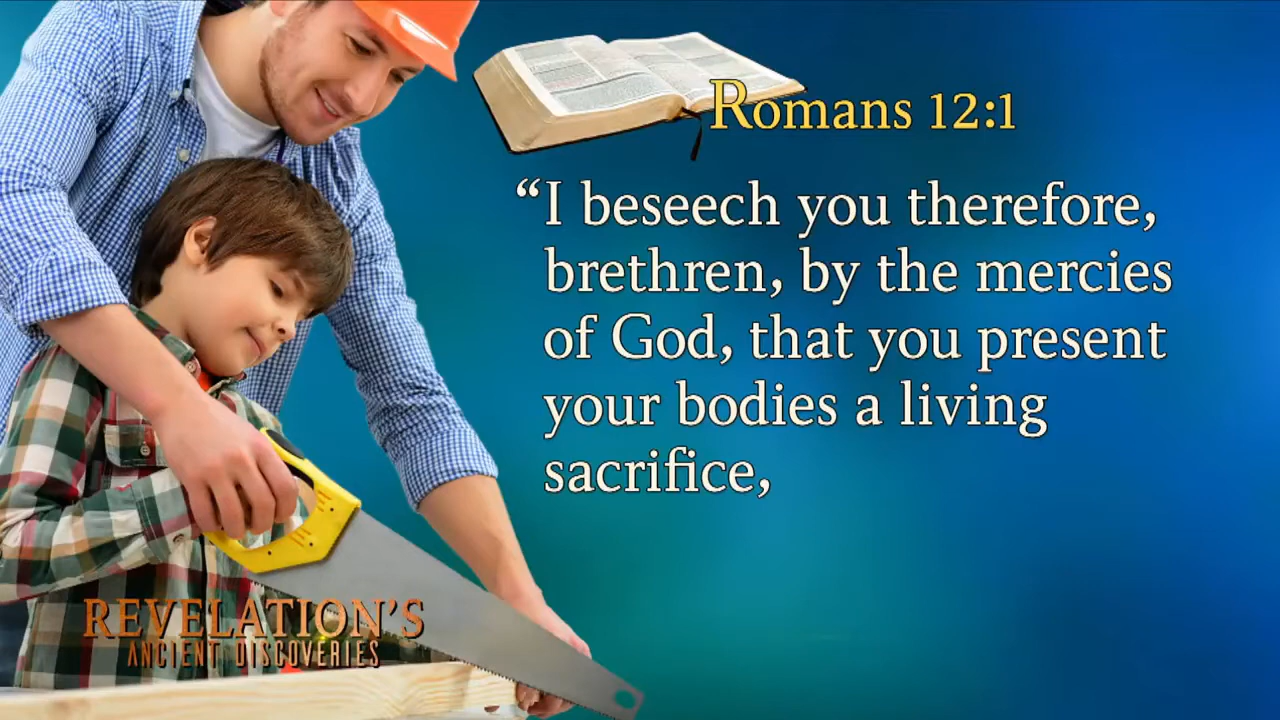 Romans 12:1
“I beseech you therefore,
brethren, by the mercies
of God, that you present
your bodies a living
sacrifice,
REVELATION’S
ANCIENT DISCOVERIES